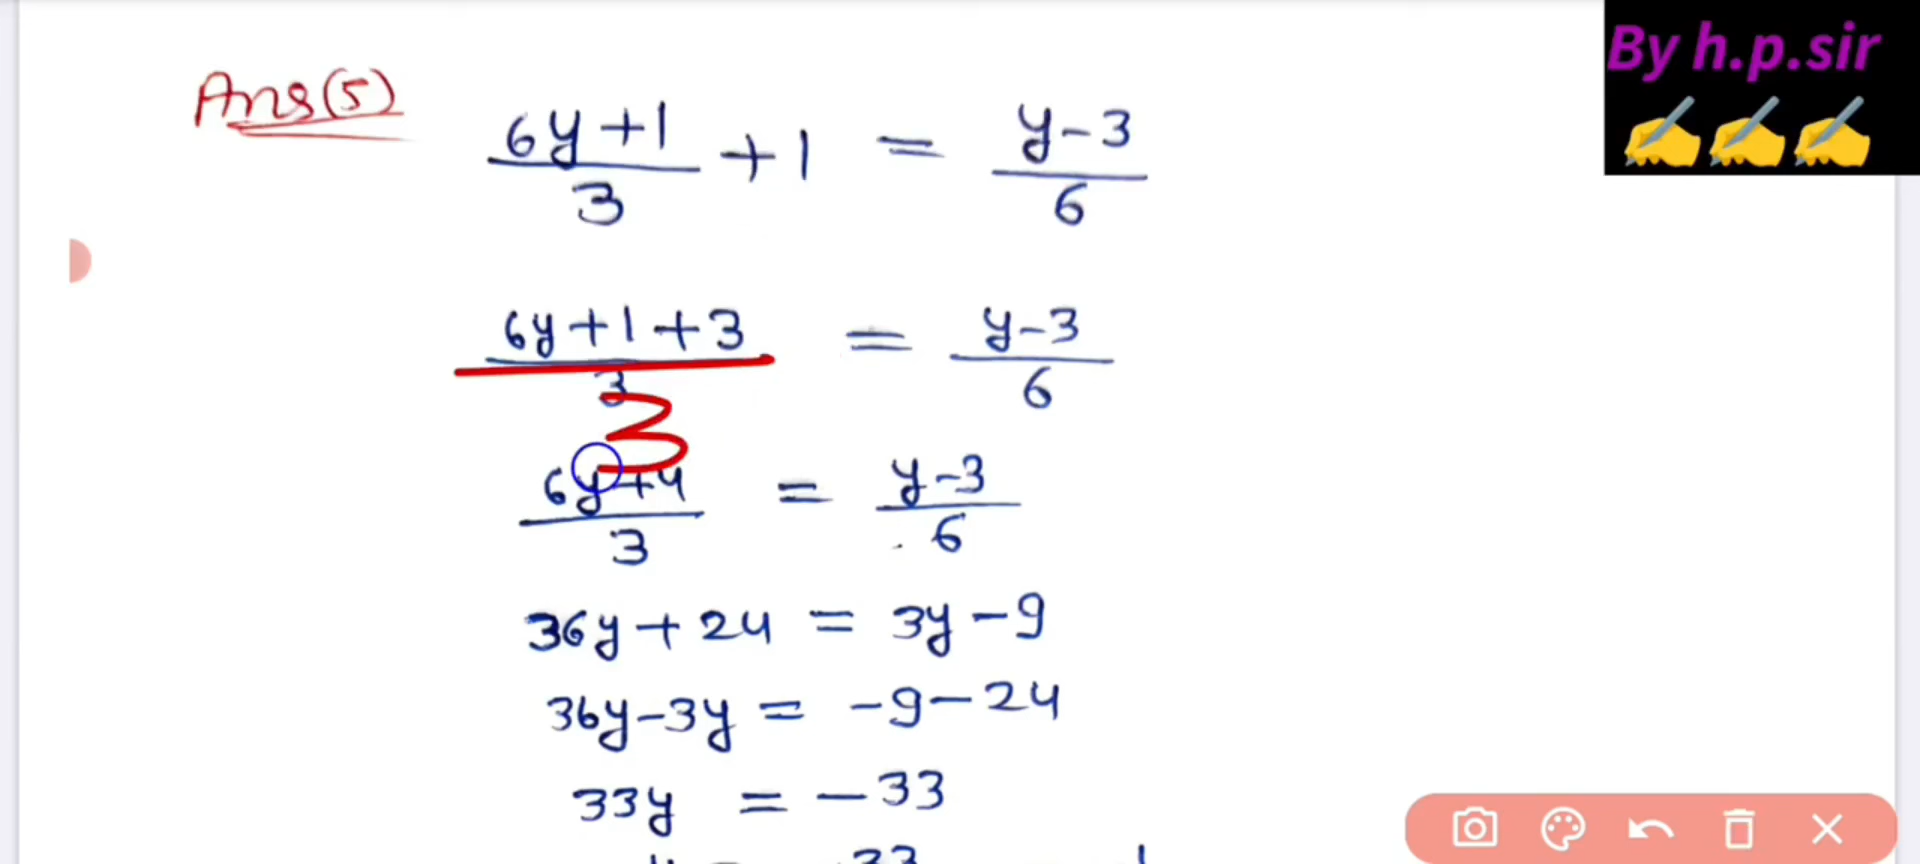 By h.p.sir
Ans(5)
6y+1/3 + 1 = y-3/6
6y+1+3/3 = y-3/6
3
6y+4/3 = y-3/6
36y+24 = 3y-9
36y-3y = -9-24
33y = -33